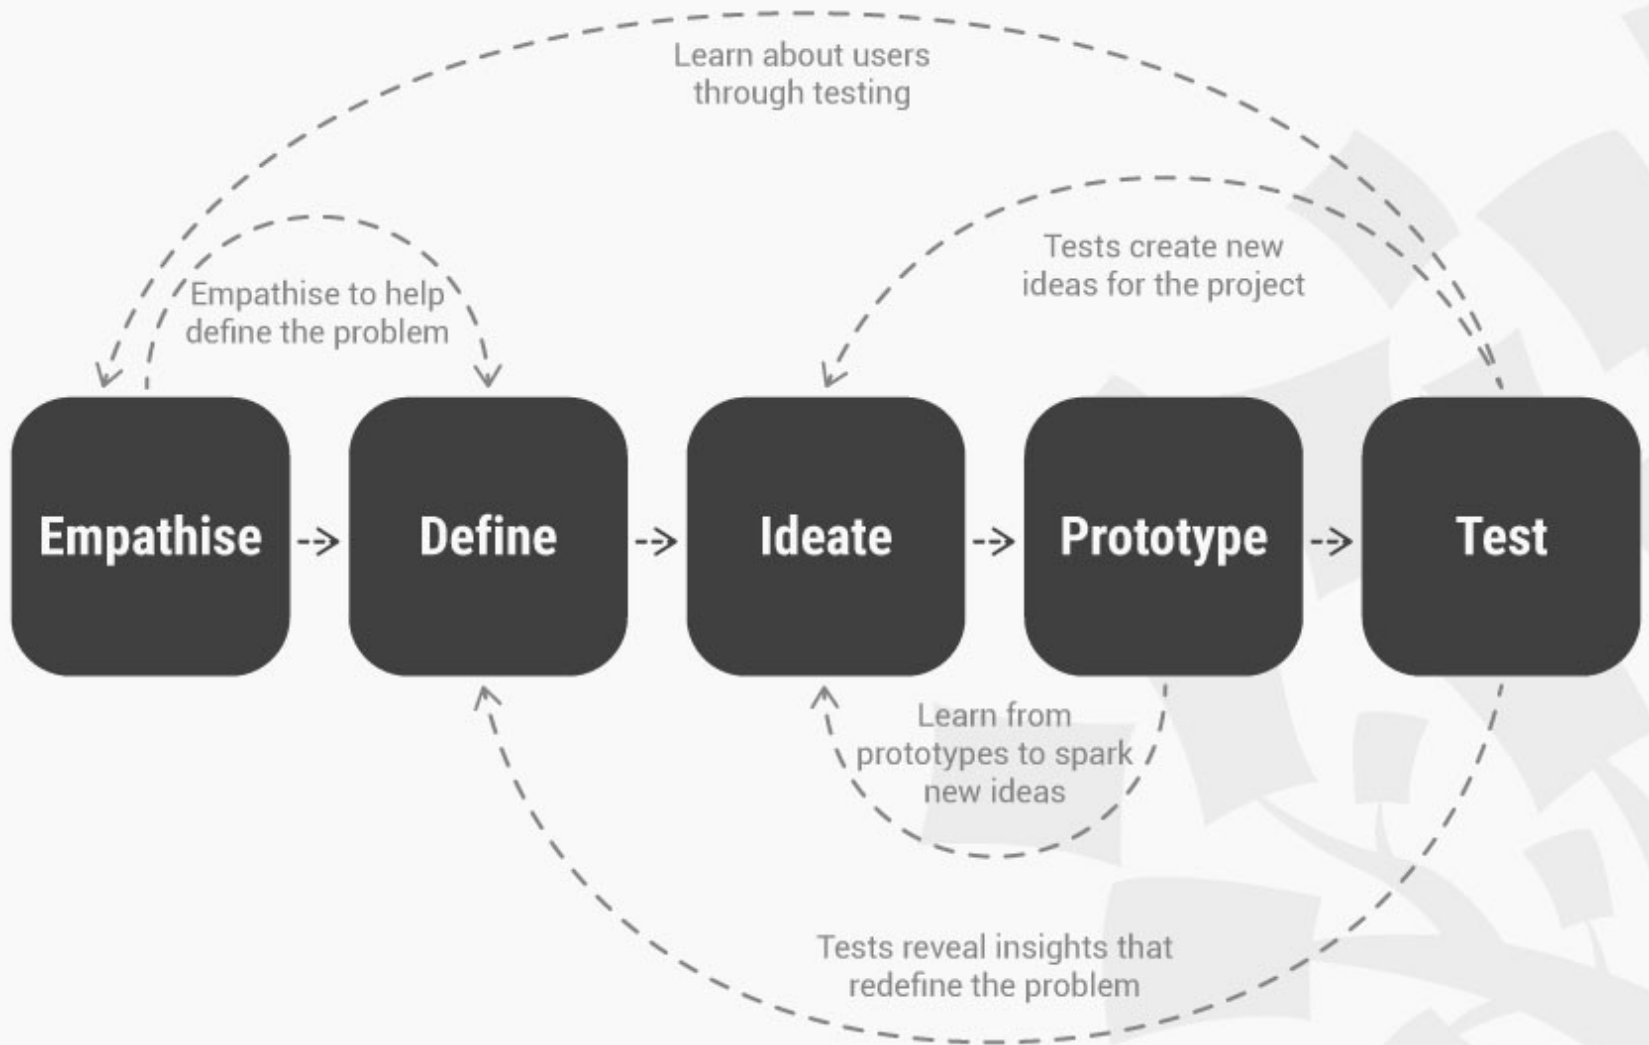 Learn about users
through testing
Tests create new
ideas for the project
Empathise to help
define the problem
Empathise
Define
Ideate
Prototype
Test
Learn from
prototypes to spark
new ideas
Tests reveal insights that
redefine the problem